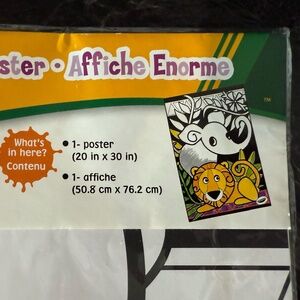 ster • Affiche Enorme
TM
What's
in here?
Contenu
• 1- poster
(20 in x 30 in)
• 1- affiche
(50.8 cm x 76.2 cm)